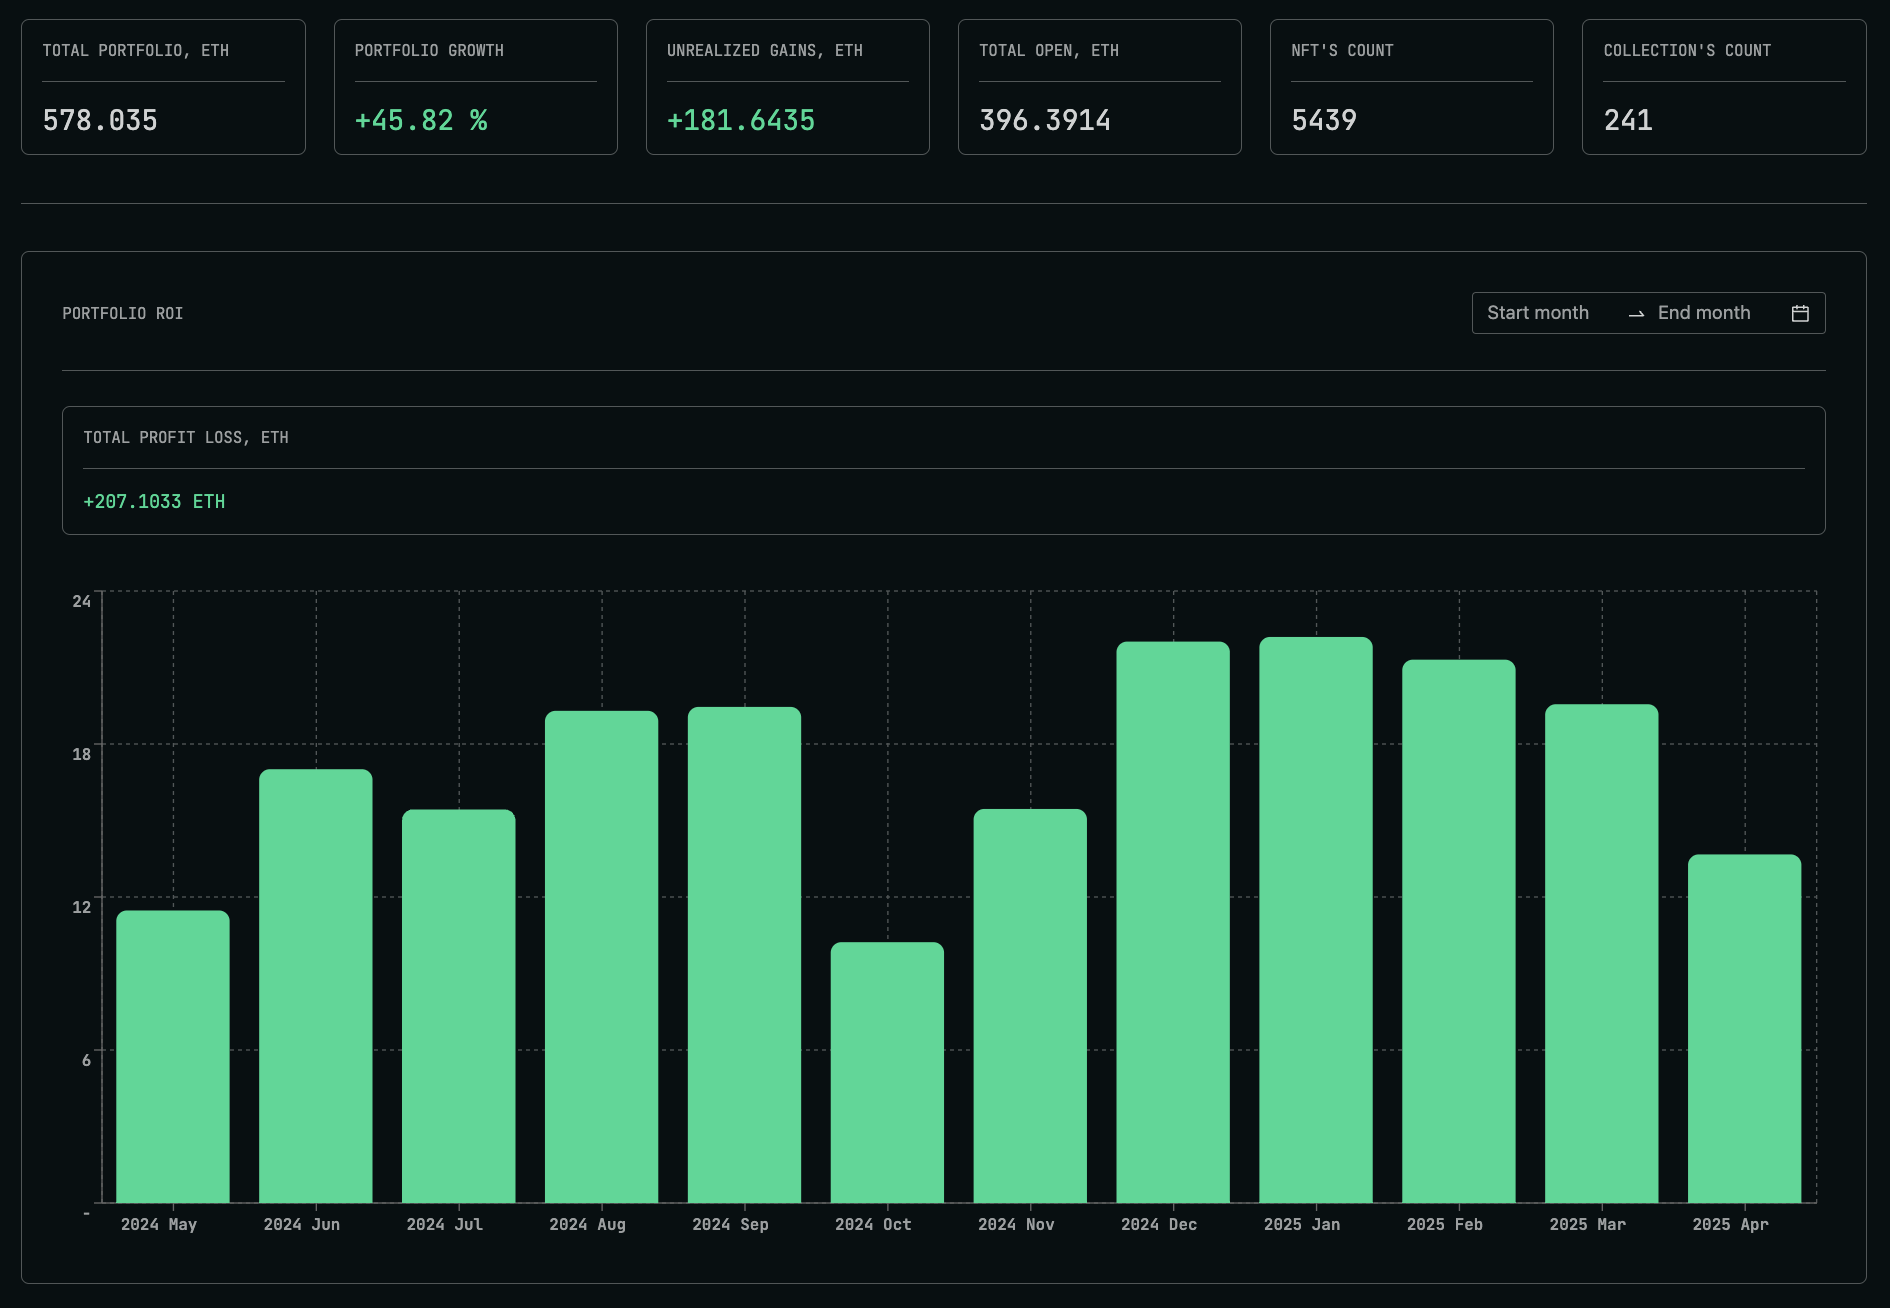 TOTAL PORTFOLIO, ETH
578.035
PORTFOLIO GROWTH
+45.82 %
UNREALIZED GAINS, ETH
+181.6435
TOTAL OPEN, ETH
396.3914
NFT'S COUNT
5439
COLLECTION'S COUNT
241
PORTFOLIO ROI
Start month → End month
TOTAL PROFIT LOSS, ETH
+207.1033 ETH
24
18
12
6
-
2024 May 2024 Jun 2024 Jul 2024 Aug 2024 Sep 2024 Oct 2024 Nov 2024 Dec 2025 Jan 2025 Feb 2025 Mar 2025 Apr